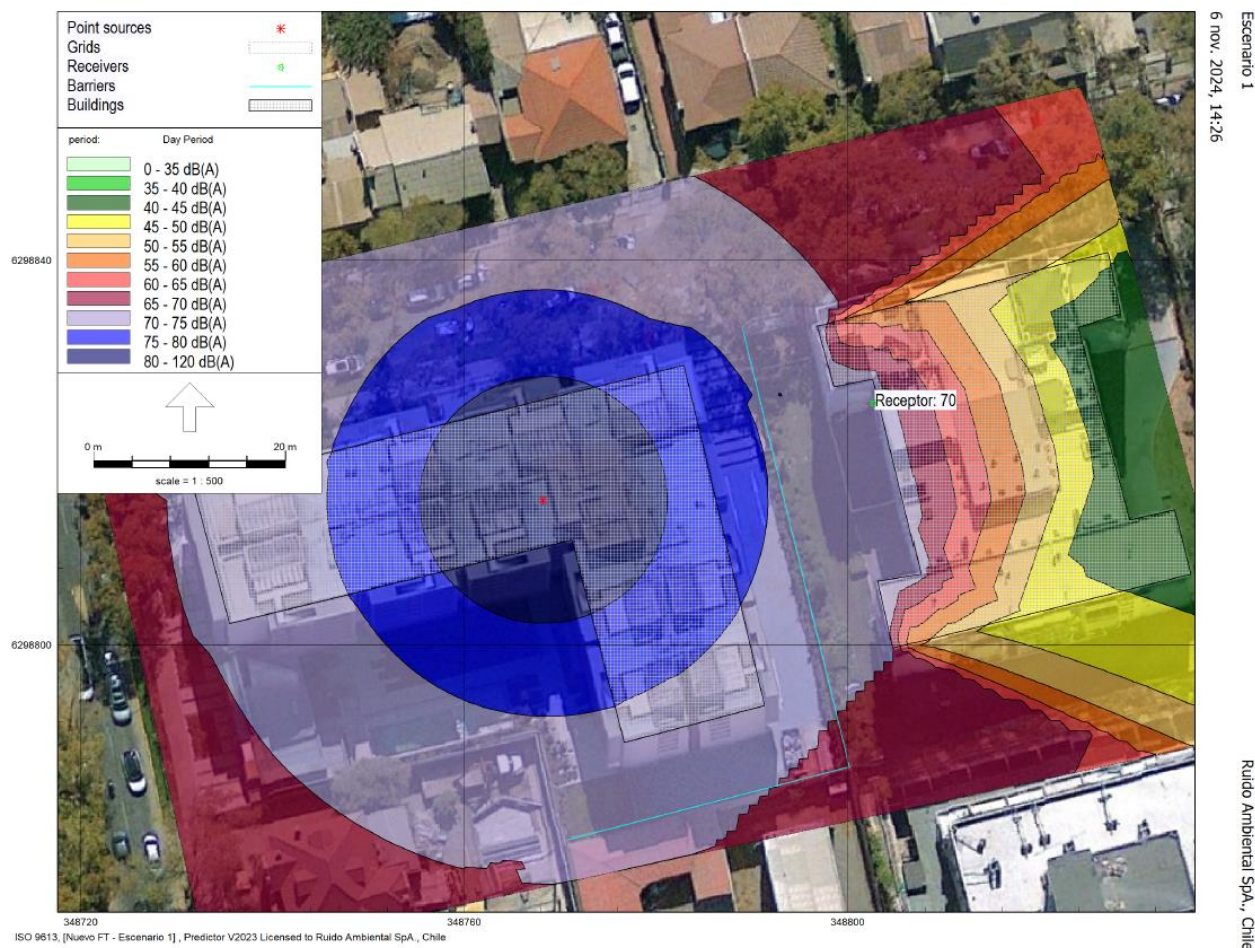 Point sources
Grids
Receivers
Barriers
Buildings
period: Day Period
0 - 35 dB(A)
35 - 40 dB(A)
40 - 45 dB(A)
45 - 50 dB(A)
50 - 55 dB(A)
55 - 60 dB(A)
60 - 65 dB(A)
65 - 70 dB(A)
70 - 75 dB(A)
75 - 80 dB(A)
80 - 120 dB(A)
0 m 20 m
scale = 1 : 500
6298840
6298800
Receptor: 70
348720 348760 348800
ISO 9613, [Nuevo FT - Escenario 1] , Predictor V2023 Licensed to Ruido Ambiental SpA., Chile
Escenario 1
6 nov. 2024, 14:26
Ruido Ambiental SpA., Chile